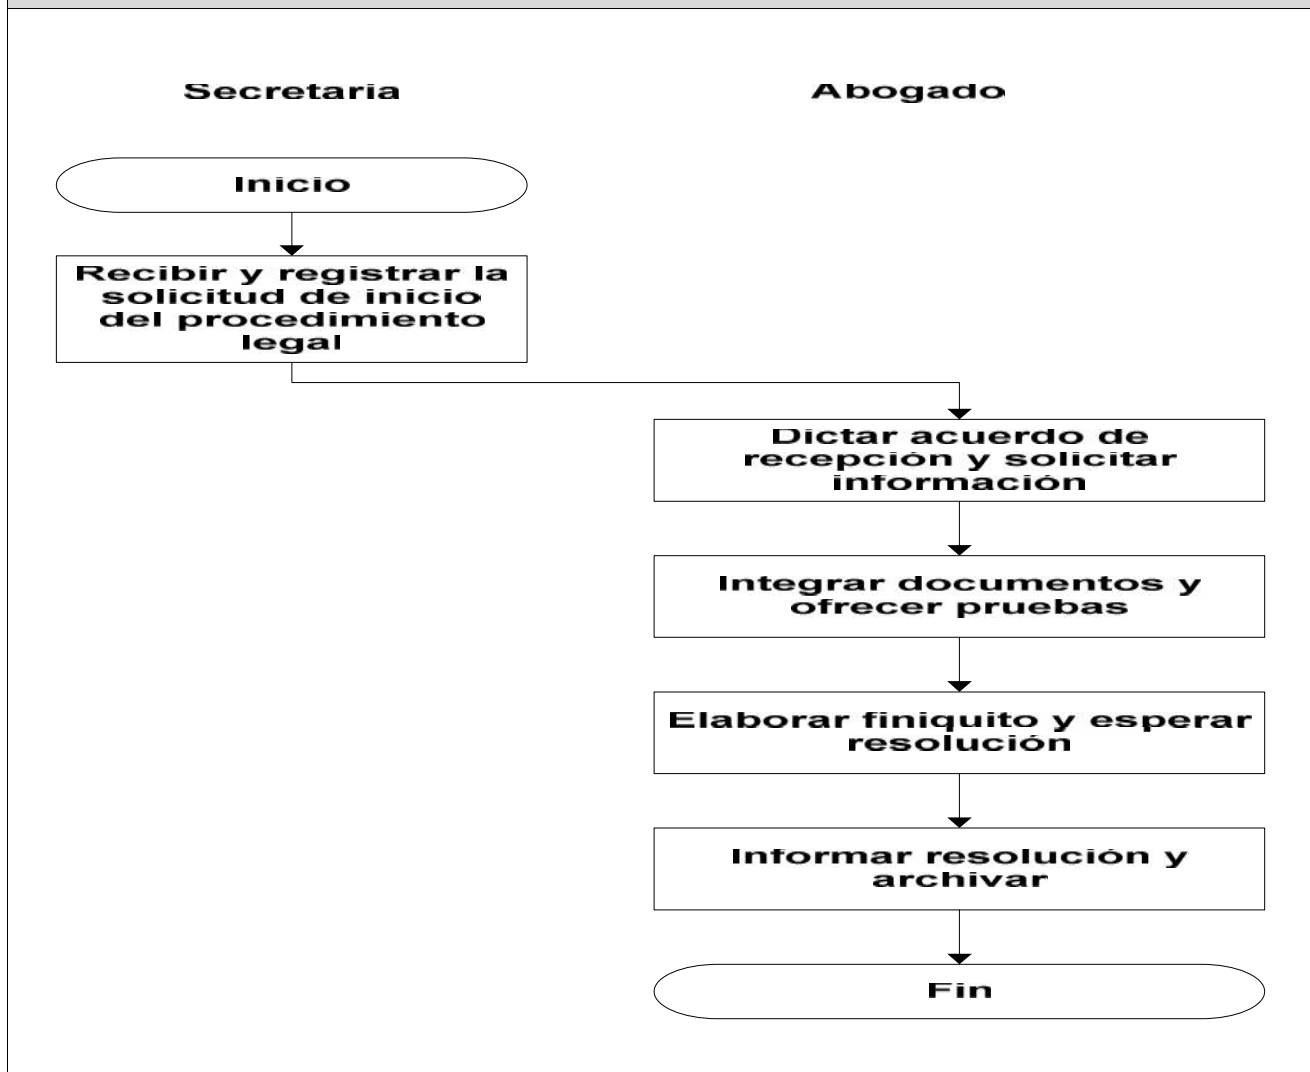 Secretaria
Abogado
Inicio
Recibir y registrar la
solicitud de inicio
del procedimiento
legal
Dictar acuerdo de
recepción y solicitar
información
Integrar documentos y
ofrecer pruebas
Elaborar finiquito y esperar
resolución
Informar resolución y
archivar
Fin